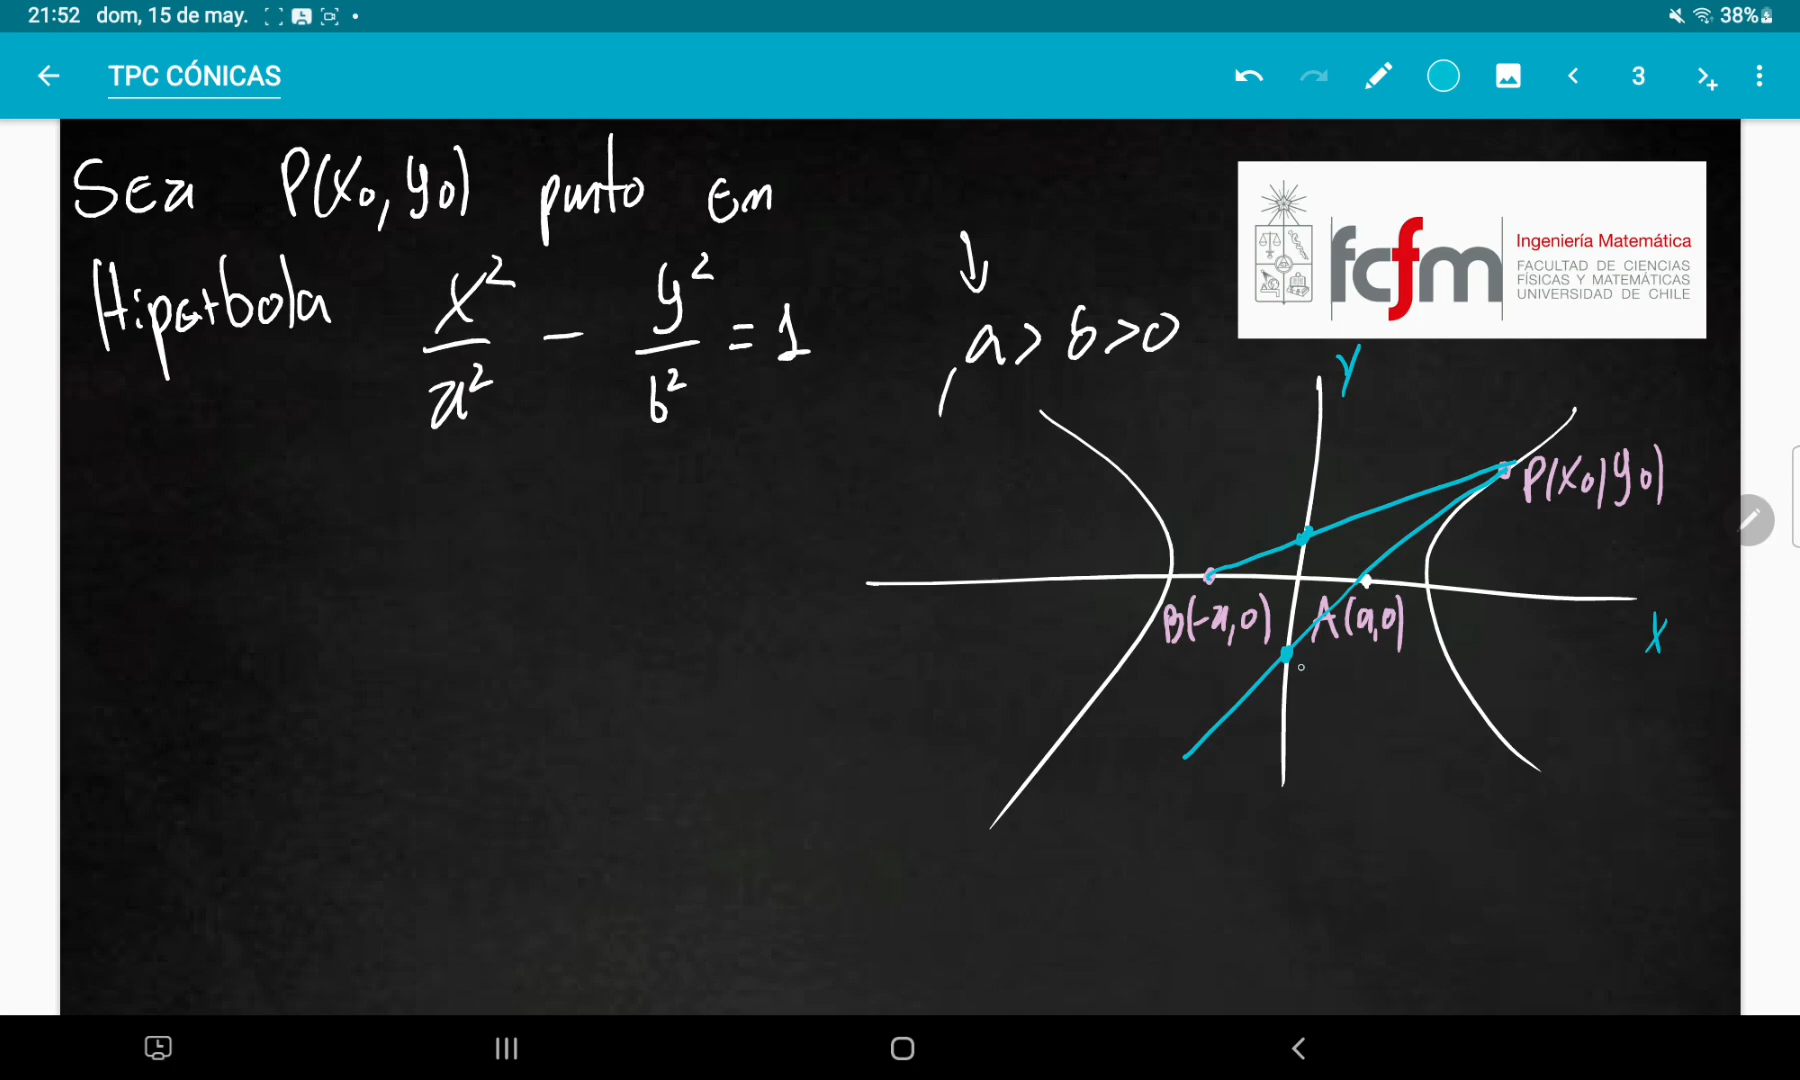 21:52 dom, 15 de may. 38%
TPC CÓNICAS 3
Sea P(x₀, y₀) punto en
Hipérbola x²/a² - y²/b² = 1 , a > b > 0
fcfm
Ingeniería Matemática
FACULTAD DE CIENCIAS
FÍSICAS Y MATEMÁTICAS
UNIVERSIDAD DE CHILE
Y
P(x₀, y₀)
B(-a, 0) A(a, 0)
X